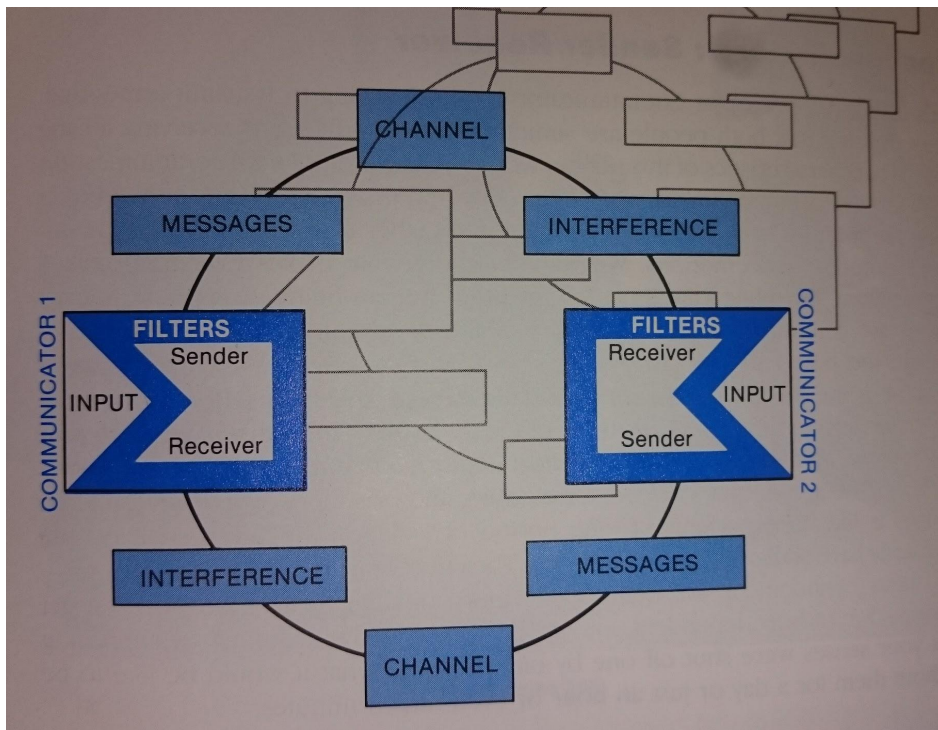 CHANNEL
MESSAGES
INTERFERENCE
COMMUNICATOR 1
FILTERS
Sender
INPUT
Receiver
FILTERS
Receiver
INPUT
Sender
COMMUNICATOR 2
INTERFERENCE
MESSAGES
CHANNEL